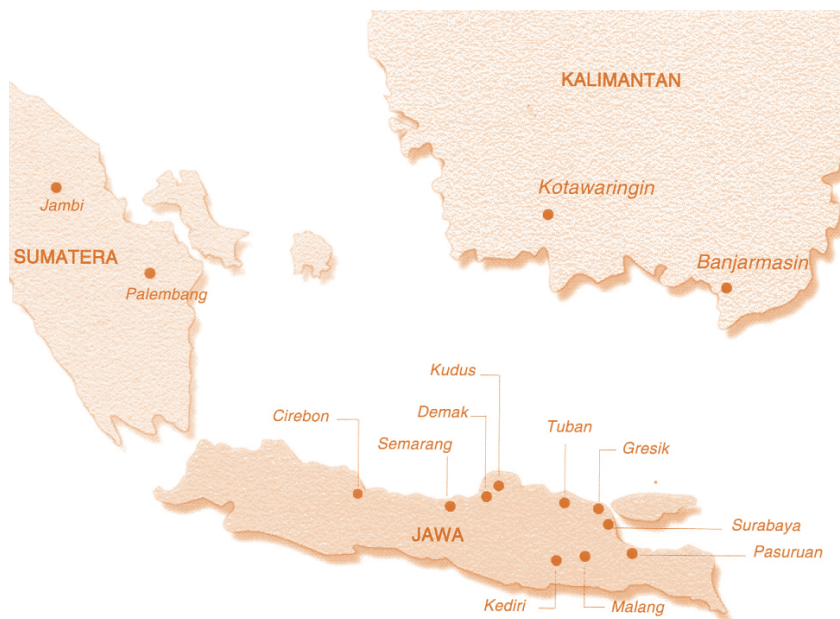 KALIMANTAN
Kotawaringin
Jambi
SUMATERA
Banjarmasin
Palembang
Kudus
Cirebon
Demak
Semarang
Tuban
Gresik
JAWA
Surabaya
Pasuruan
Kediri
Malang